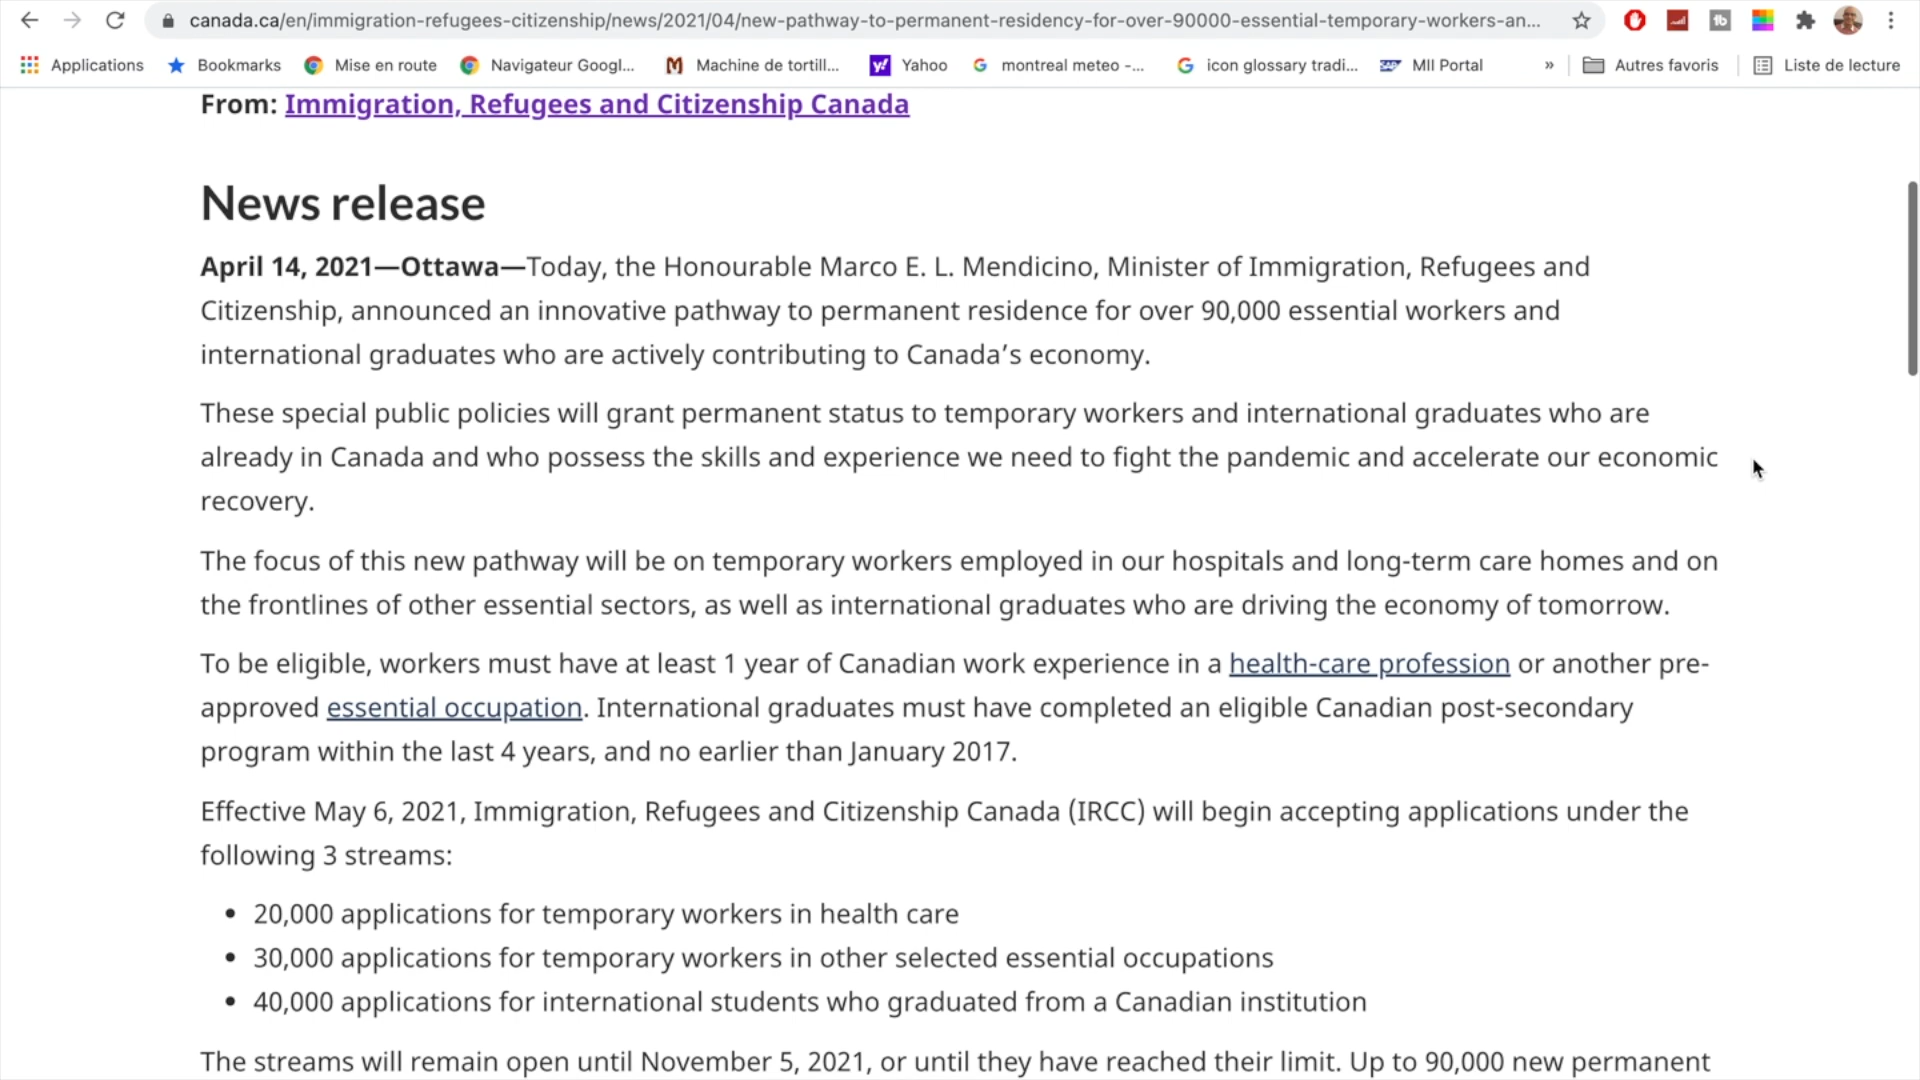 canada.ca/en/immigration-refugees-citizenship/news/2021/04/new-pathway-to-permanent-residency-for-over-90000-essential-temporary-workers-an...
Applications Bookmarks Mise en route Navigateur Googl... Machine de tortill... Yahoo montreal meteo -... icon glossary tradi... SAP MII Portal » Autres favoris Liste de lecture
From: Immigration, Refugees and Citizenship Canada
News release
April 14, 2021—Ottawa—Today, the Honourable Marco E. L. Mendicino, Minister of Immigration, Refugees and
Citizenship, announced an innovative pathway to permanent residence for over 90,000 essential workers and
international graduates who are actively contributing to Canada’s economy.
These special public policies will grant permanent status to temporary workers and international graduates who are
already in Canada and who possess the skills and experience we need to fight the pandemic and accelerate our economic
recovery.
The focus of this new pathway will be on temporary workers employed in our hospitals and long-term care homes and on
the frontlines of other essential sectors, as well as international graduates who are driving the economy of tomorrow.
To be eligible, workers must have at least 1 year of Canadian work experience in a health-care profession or another pre-
approved essential occupation. International graduates must have completed an eligible Canadian post-secondary
program within the last 4 years, and no earlier than January 2017.
Effective May 6, 2021, Immigration, Refugees and Citizenship Canada (IRCC) will begin accepting applications under the
following 3 streams:
• 20,000 applications for temporary workers in health care
• 30,000 applications for temporary workers in other selected essential occupations
• 40,000 applications for international students who graduated from a Canadian institution
The streams will remain open until November 5, 2021, or until they have reached their limit. Up to 90,000 new permanent